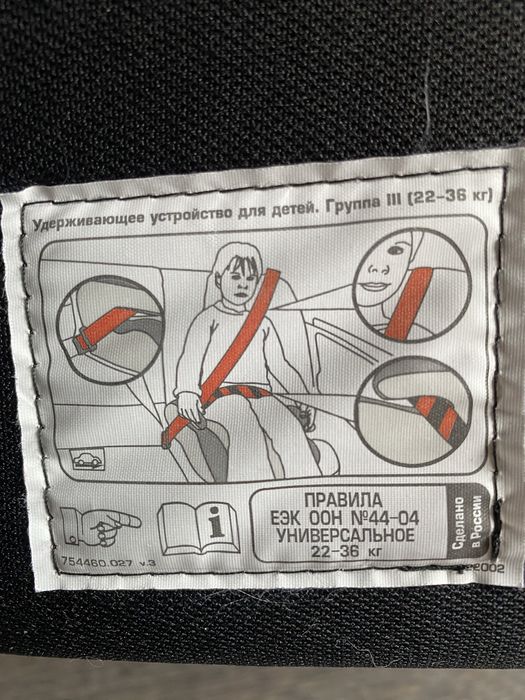 Удерживающее устройство для детей. Группа III (22-36 кг)
i
ПРАВИЛА
ЕЭК ООН №44-04
УНИВЕРСАЛЬНОЕ
22-36 кг
Сделано
в России
754460.027 v.3